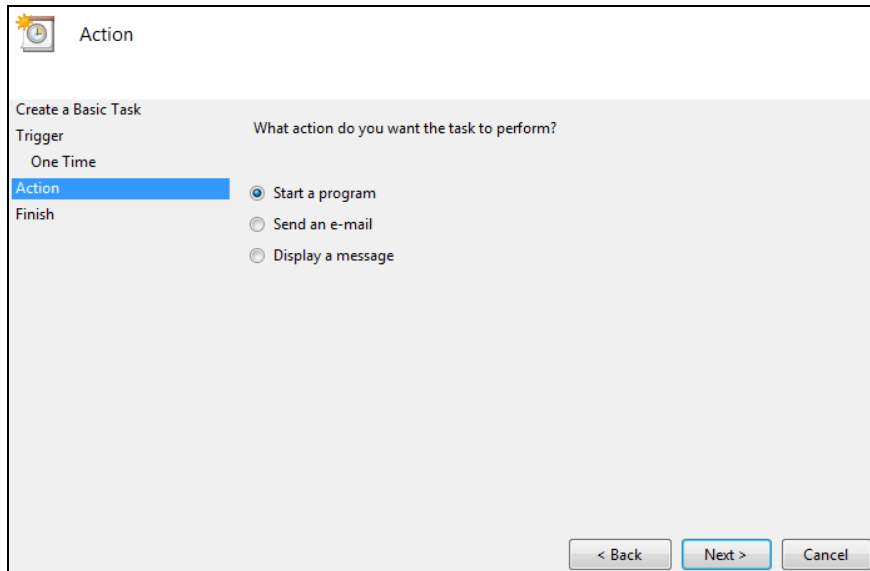 Action
Create a Basic Task
Trigger
One Time
Action
Finish
What action do you want the task to perform?
Start a program
Send an e-mail
Display a message
< Back
Next >
Cancel